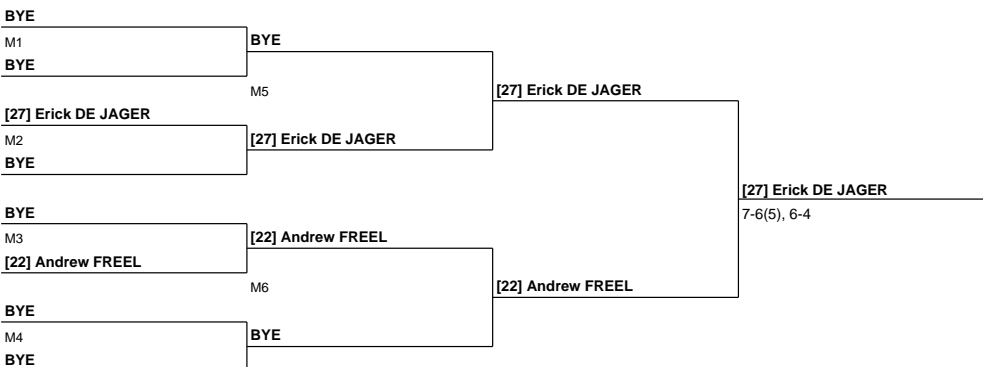 BYE
M1
BYE
BYE
M5
[27] Erick DE JAGER
[27] Erick DE JAGER
M2
[27] Erick DE JAGER
BYE
[27] Erick DE JAGER
7-6(5), 6-4
BYE
M3
[22] Andrew FREEL
[22] Andrew FREEL
M6
[22] Andrew FREEL
BYE
M4
BYE
BYE